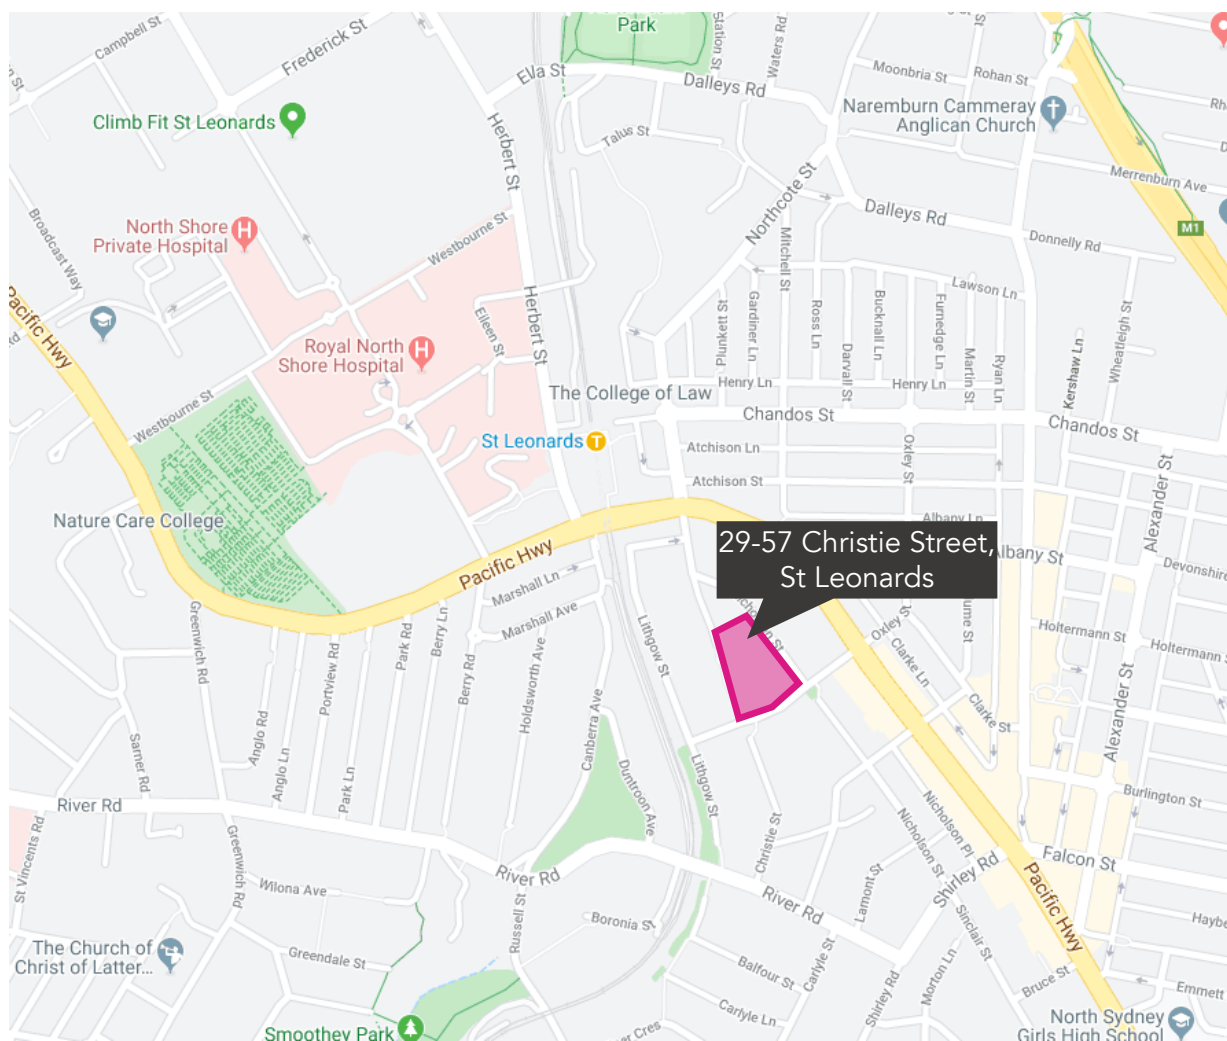 Park
Campbell St
Frederick St
Ella St
Station St
Waters Rd
Dalleys Rd
Moonbria St
Rohan St
Climb Fit St Leonards
Herbert St
Talus St
Naremburn Cammeray
Anglican Church
Merrenburn Ave
Northcote St
Dalleys Rd
M1
Donnelly Rd
North Shore
Private Hospital
Westbourne St
Broadcast Way
Mitchell St
Lawson Ln
Pacific Hwy
Herbert St
Eileen St
Royal North
Shore Hospital
Plunkett St
Gardiner Ln
Ross Ln
Darvall St
Bucknall Ln
Furnedge Ln
Martin St
Ryan Ln
Kershaw Ln
Wheatleigh St
Rd
Westbourne St
The College of Law
Henry Ln
Henry Ln
Chandos St
Chandos St
St Leonards
T
Atchison Ln
Oxley St
Atchison St
Alexander St
Nature Care College
Albany Ln
Albany St
Pacific Hwy
29-57 Christie Street,
St Leonards
Devonshire
Marshall Ln
Marshall Ave
Greenwich Rd
Portview Rd
Park Rd
Berry Ln
Berry Rd
Holdsworth Ave
Canberra Ave
Lithgow St
Oxley St
Clarke Ln
Hume St
Holtermann St
Holtermann S
Alexander St
Clarke St
Anglo Rd
Anglo Ln
Park Ln
Sarner Rd
Duntroon Ave
Lithgow St
River Rd
Burlington St
Christie St
Nicholson St
Nicholson Pl
Falcon St
Shirley Rd
St Vincents Rd
Greenwich Rd
Wilona Ave
River Rd
River Rd
Lamont St
Pacific Hwy
Russell St
Boronia St
Sinclair St
Haybe
The Church of
Christ of Latter...
Greendale St
Balfour St
Carlyle St
Shirley Rd
Morton Ln
Bruce St
Emmett
Smoothey Park
er Cres
Carlyle Ln
North Sydney
Girls High School